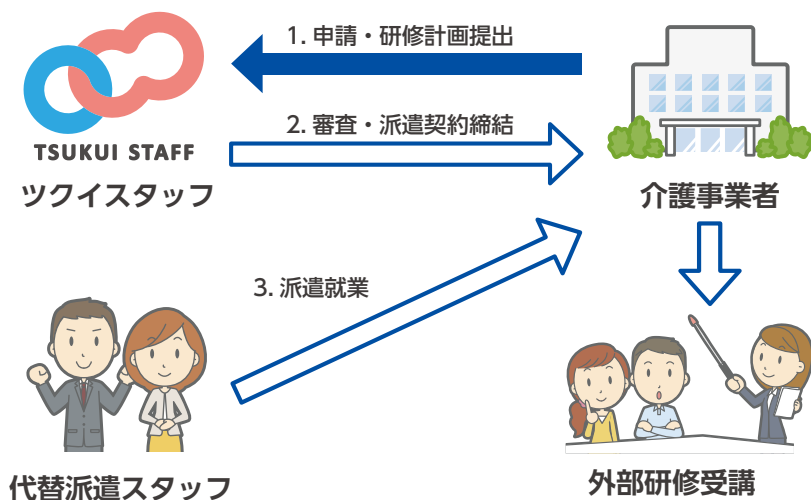 1. 申請・研修計画提出
2. 審査・派遣契約締結
TSUKUI STAFF
ツクイスタッフ
介護事業者
3. 派遣就業
代替派遣スタッフ
外部研修受講